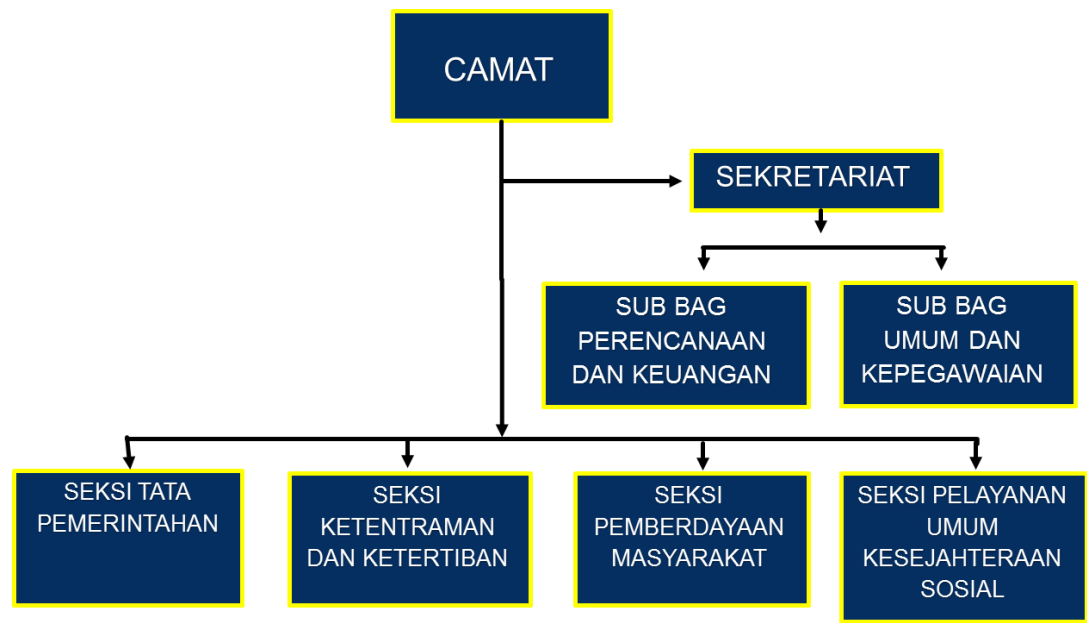 CAMAT
SEKRETARIAT
SUB BAG
PERENCANAAN
DAN KEUANGAN
SUB BAG
UMUM DAN
KEPEGAWAIAN
SEKSI TATA
PEMERINTAHAN
SEKSI
KETENTRAMAN
DAN KETERTIBAN
SEKSI
PEMBERDAYAAN
MASYARAKAT
SEKSI PELAYANAN
UMUM
KESEJAHTERAAN
SOSIAL